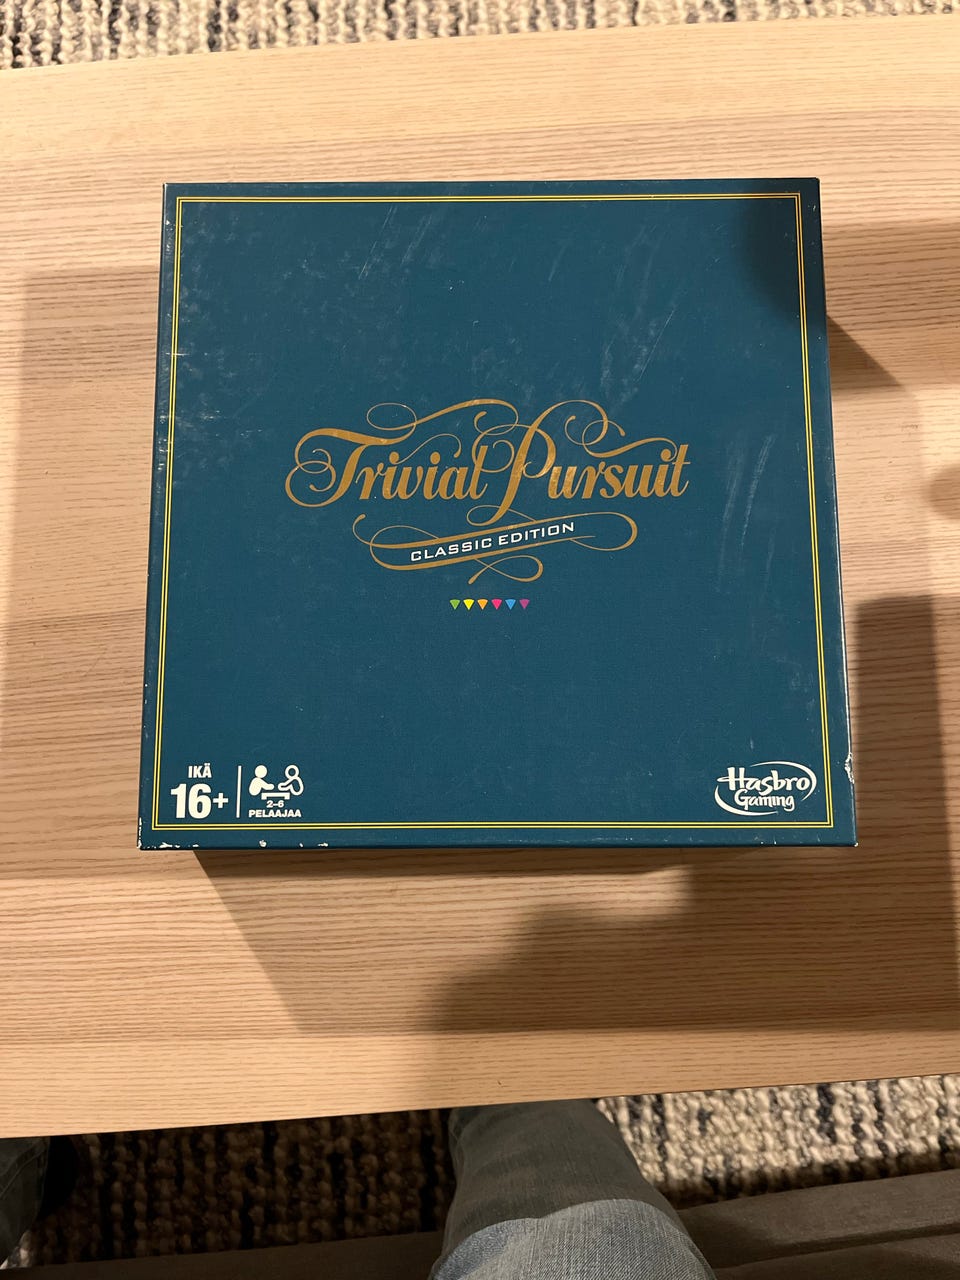 Trivial Pursuit
CLASSIC EDITION
IKÄ
16+
2-6
PELAAJAA
Hasbro
Gaming